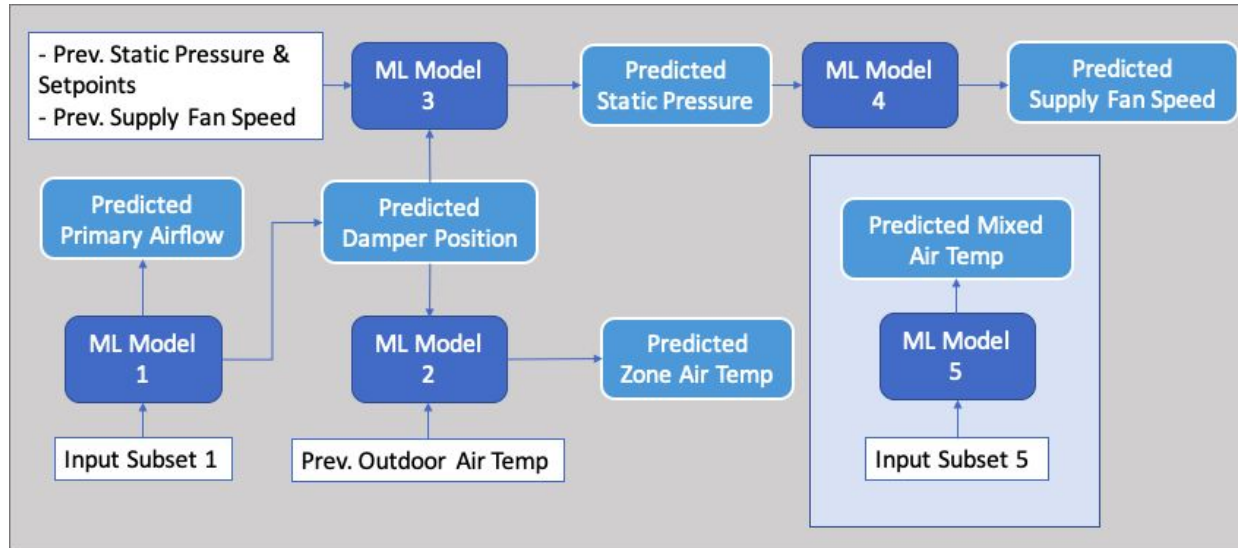 - Prev. Static Pressure &
Setpoints
- Prev. Supply Fan Speed
ML Model
3
Predicted
Static Pressure
ML Model
4
Predicted
Supply Fan Speed
Predicted
Primary Airflow
Predicted
Damper Position
Predicted Mixed
Air Temp
ML Model
1
ML Model
2
Predicted
Zone Air Temp
ML Model
5
Input Subset 1
Prev. Outdoor Air Temp
Input Subset 5